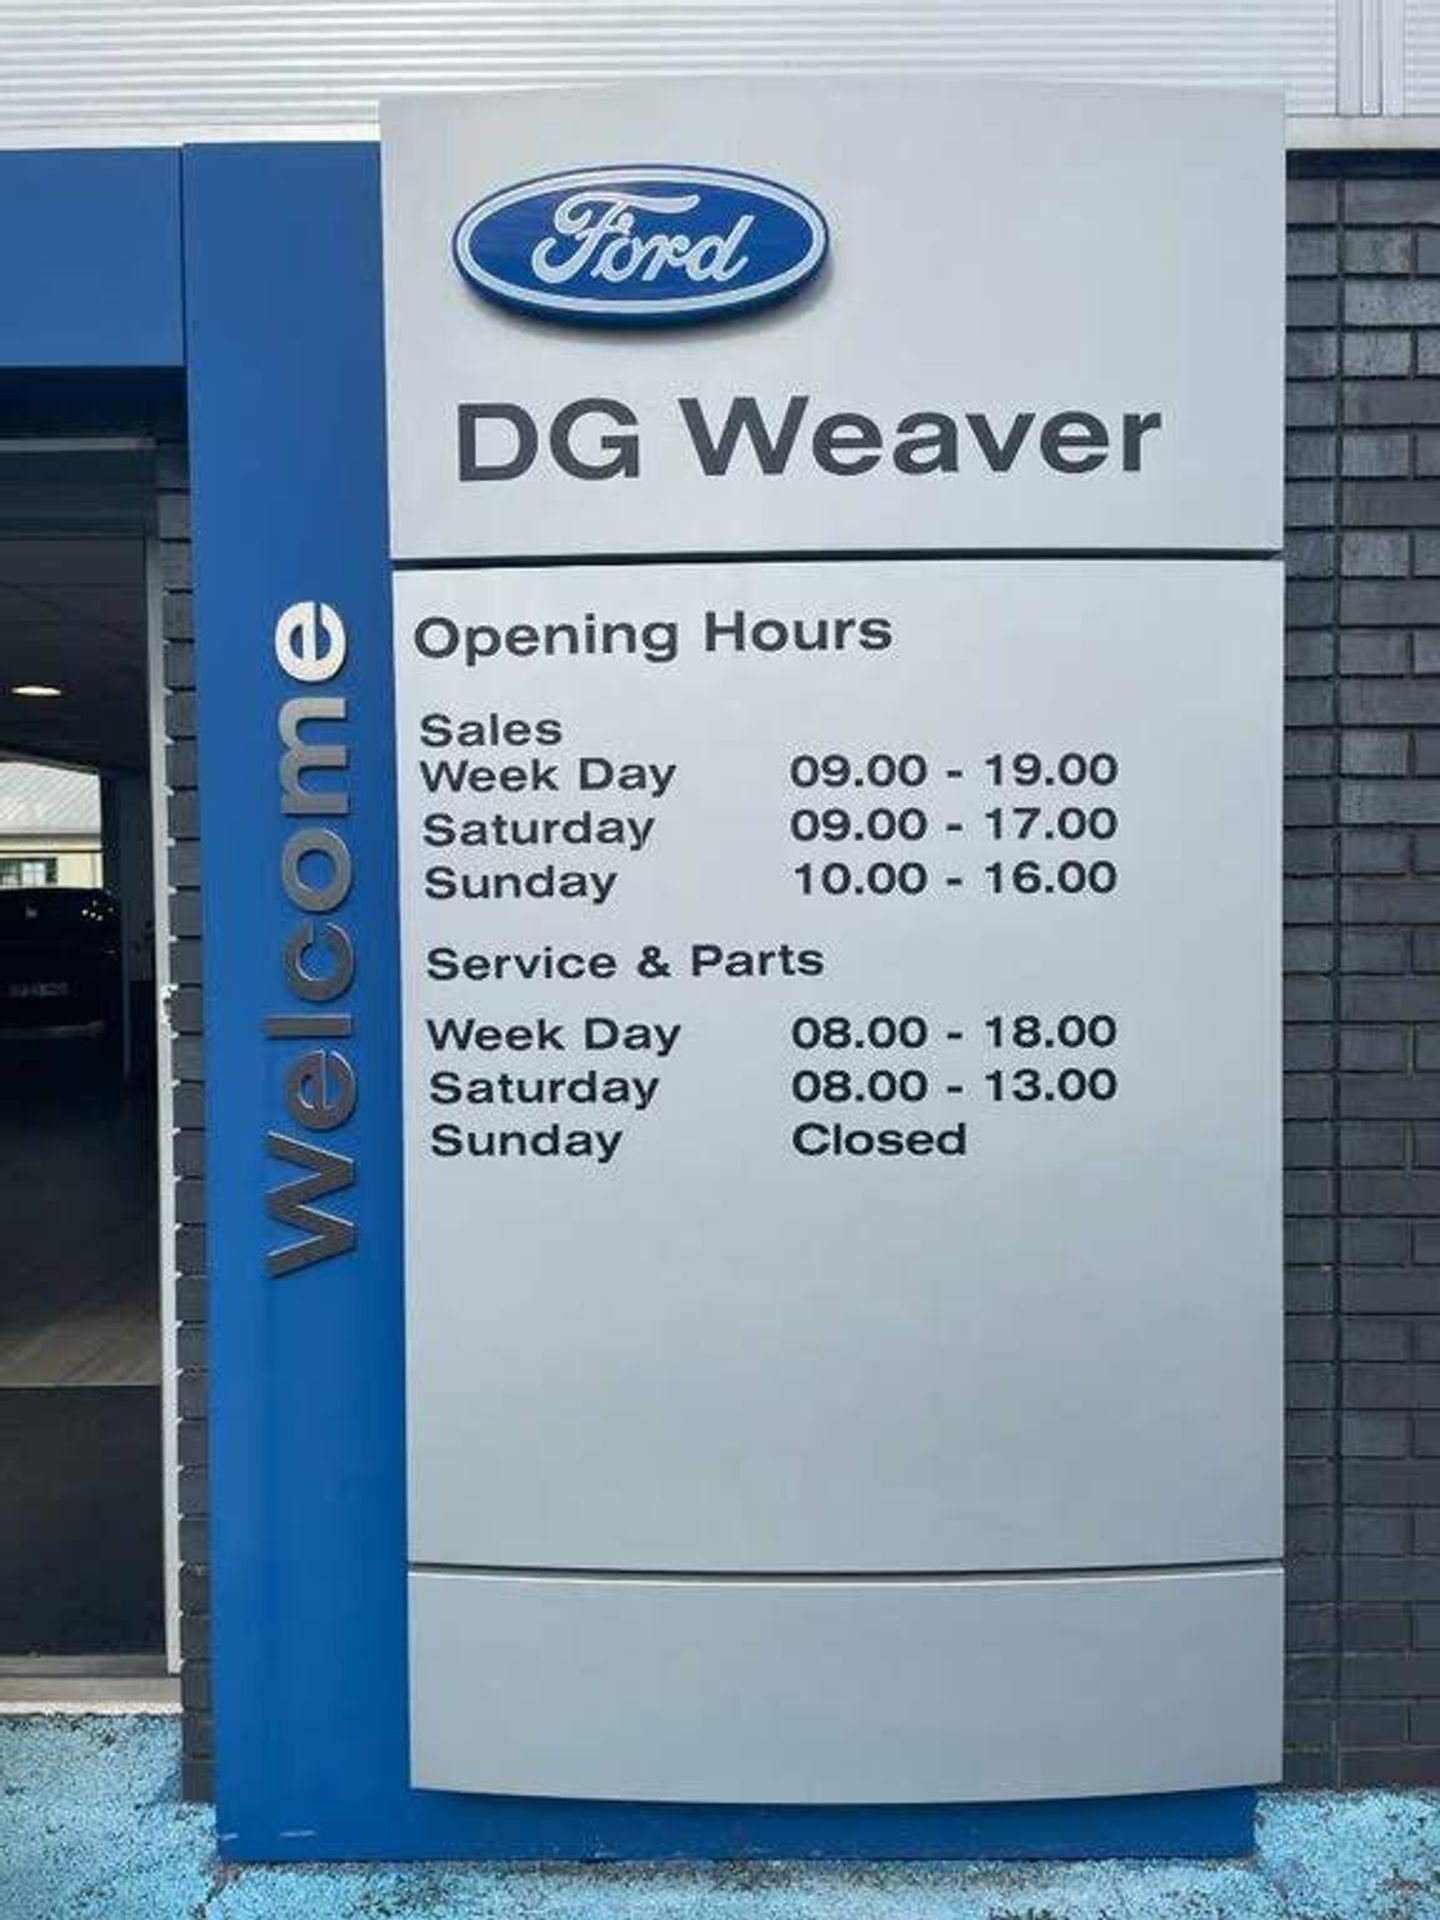 Ford
DG Weaver
Welcome
Opening Hours
Sales
Week Day 09.00 - 19.00
Saturday 09.00 - 17.00
Sunday 10.00 - 16.00
Service & Parts
Week Day 08.00 - 18.00
Saturday 08.00 - 13.00
Sunday Closed